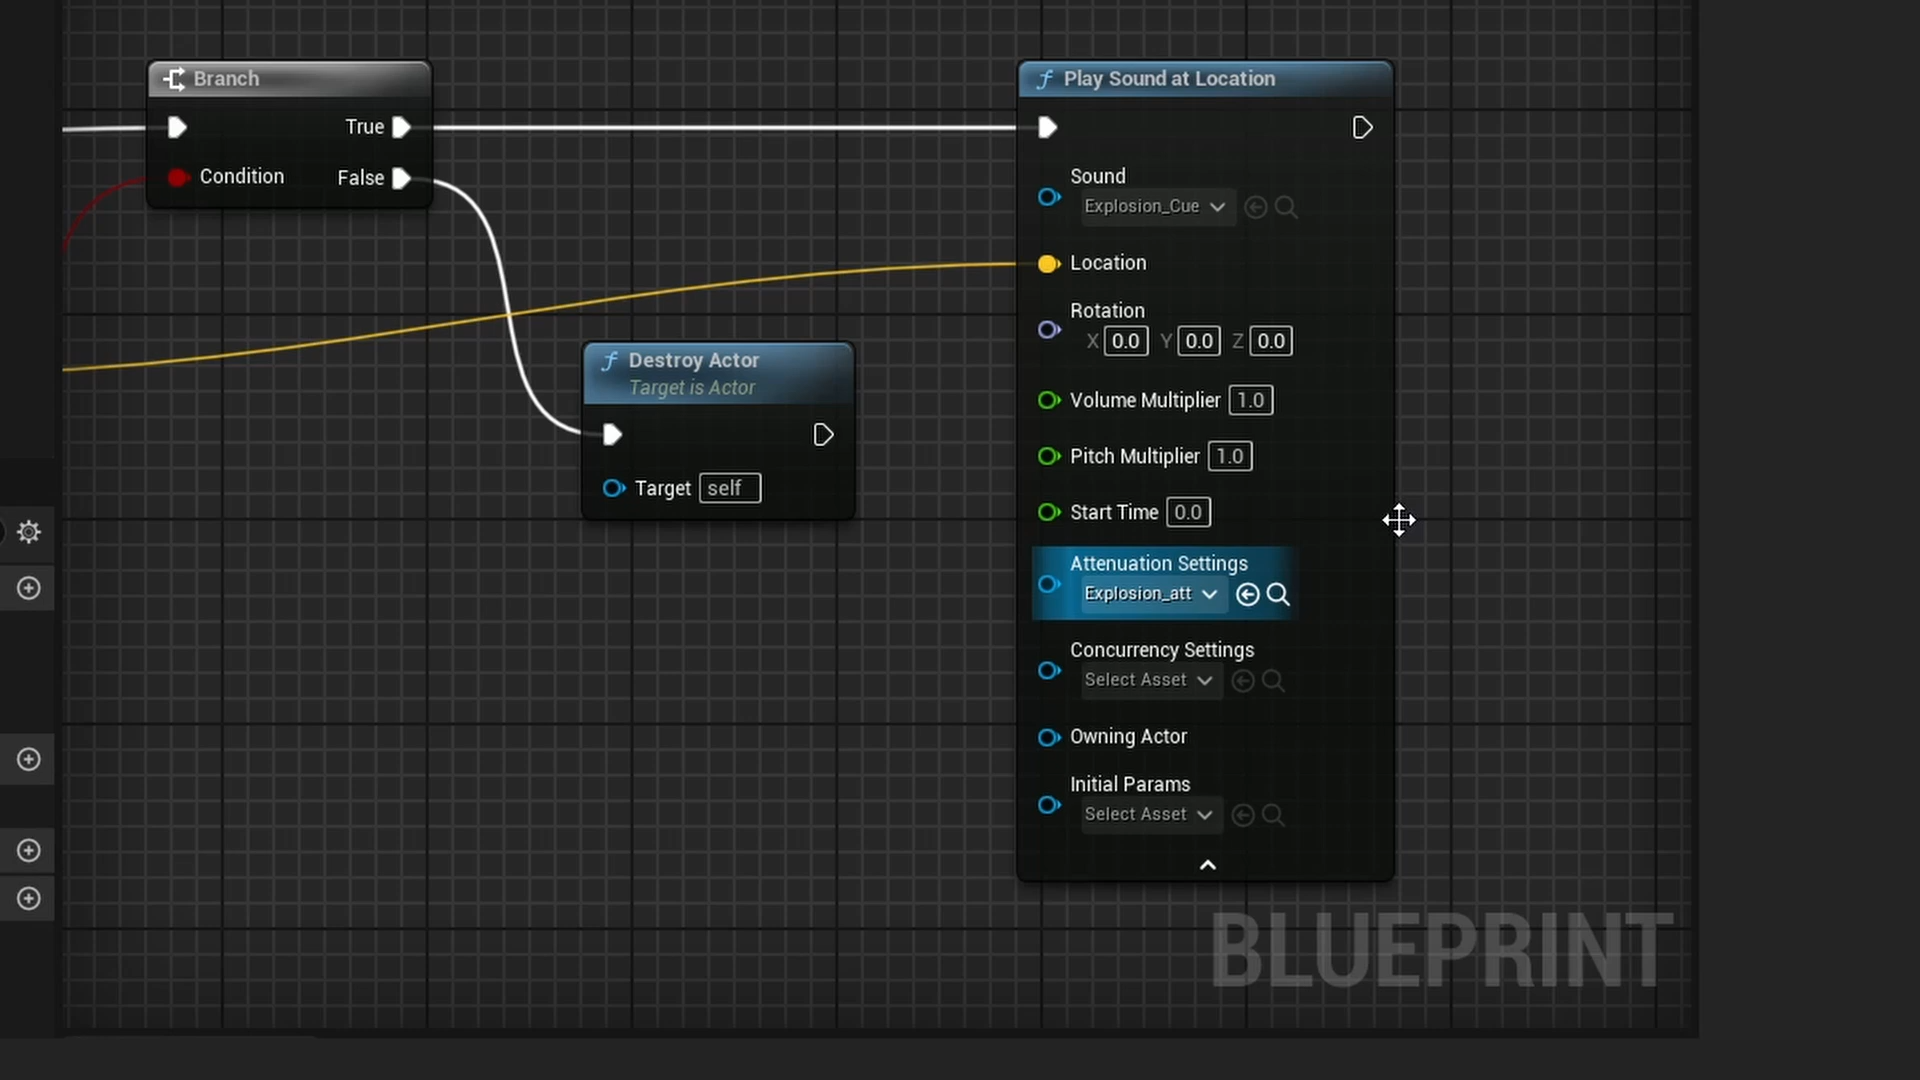 Branch
True
Condition
False
Destroy Actor
Target is Actor
Target self
Play Sound at Location
Sound
Explosion_Cue
Location
Rotation
X 0.0 Y 0.0 Z 0.0
Volume Multiplier 1.0
Pitch Multiplier 1.0
Start Time 0.0
Attenuation Settings
Explosion_att
Concurrency Settings
Select Asset
Owning Actor
Initial Params
Select Asset
BLUEPRINT